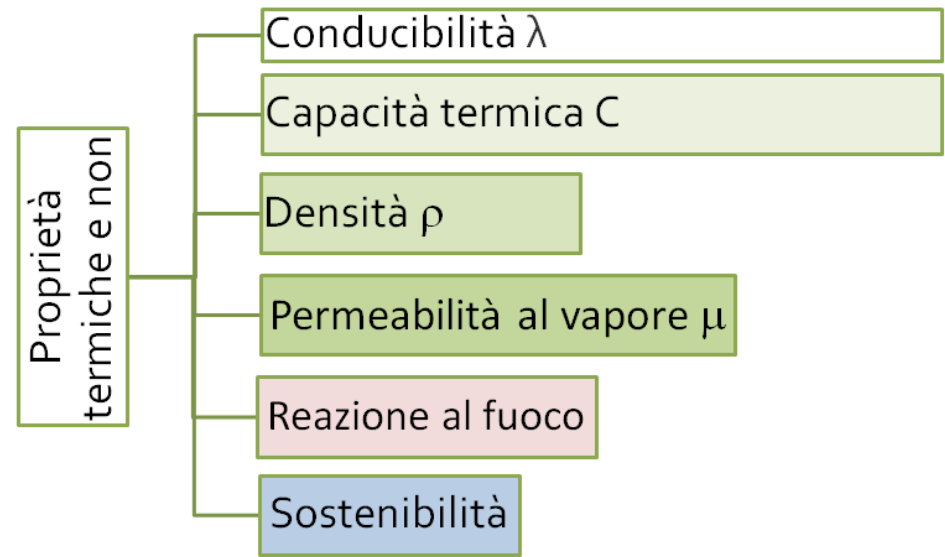 Proprietà
termiche e non
Conducibilità λ
Capacità termica C
Densità ρ
Permeabilità al vapore μ
Reazione al fuoco
Sostenibilità